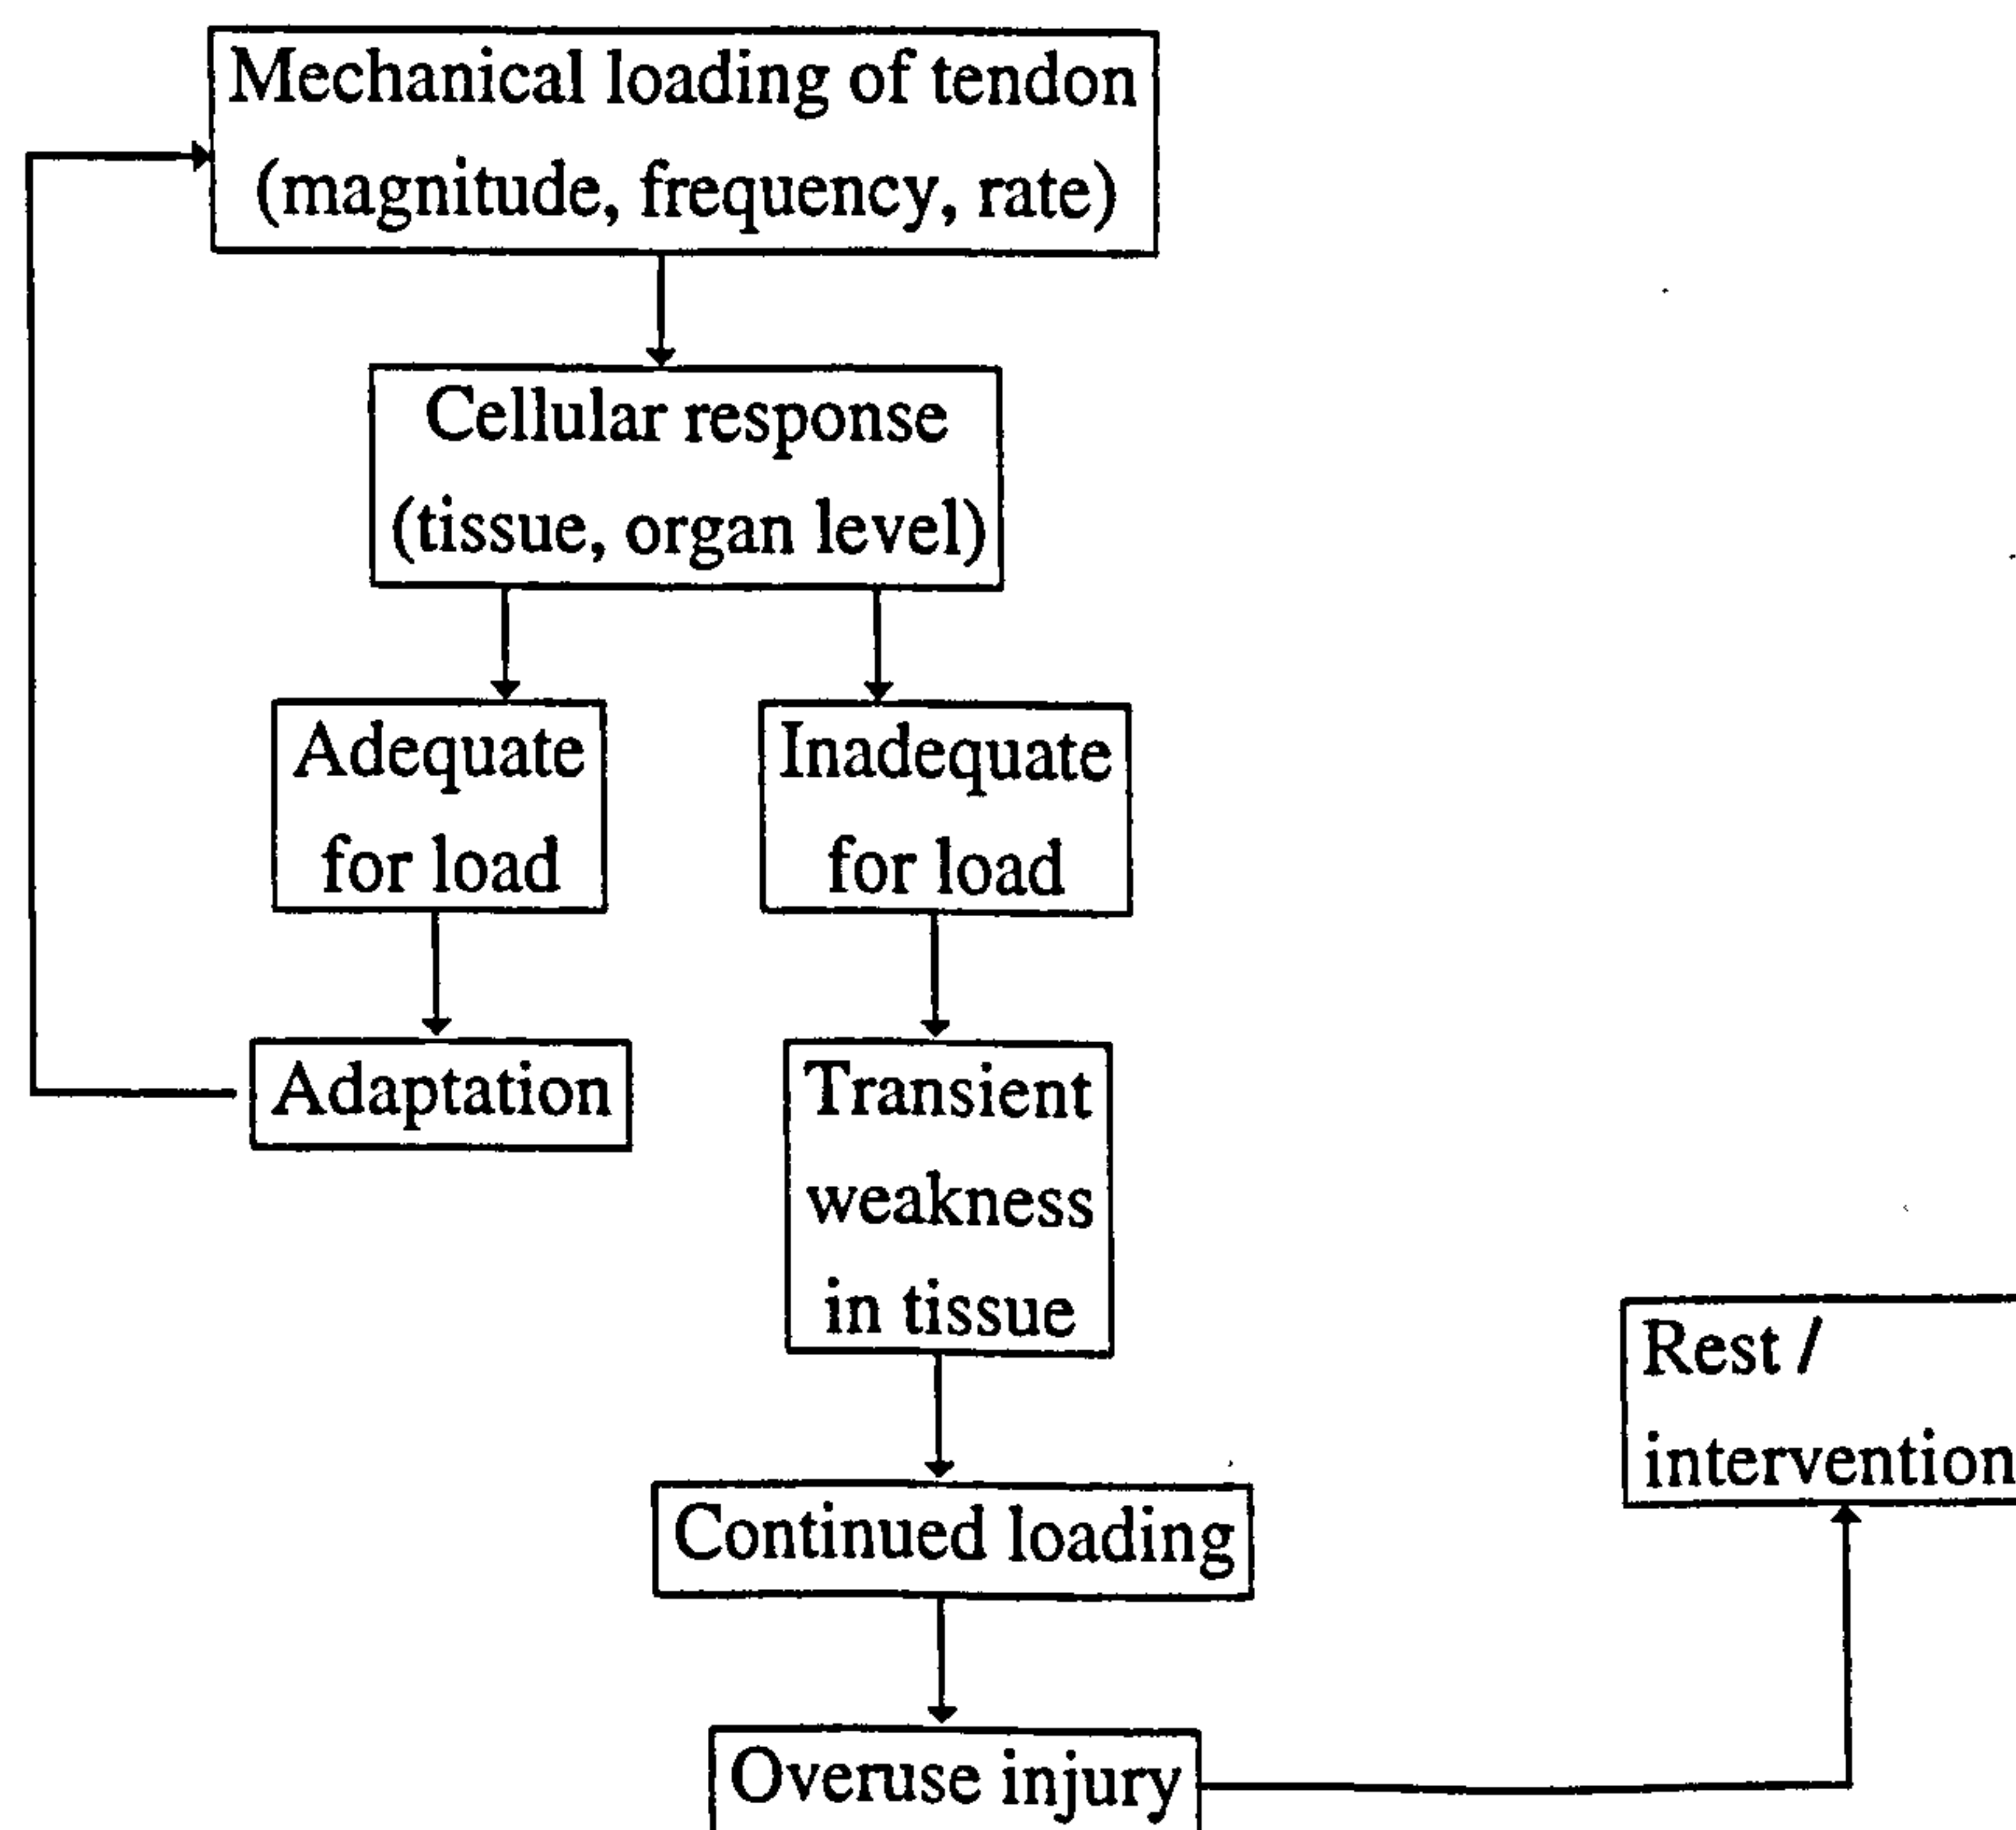 Mechanical loading of tendon
(magnitude, frequency, rate)
Cellular response
(tissue, organ level)
Adequate
for load
Inadequate
for load
Adaptation
Transient
weakness
in tissue
Continued loading
Rest /
intervention
Overuse injury